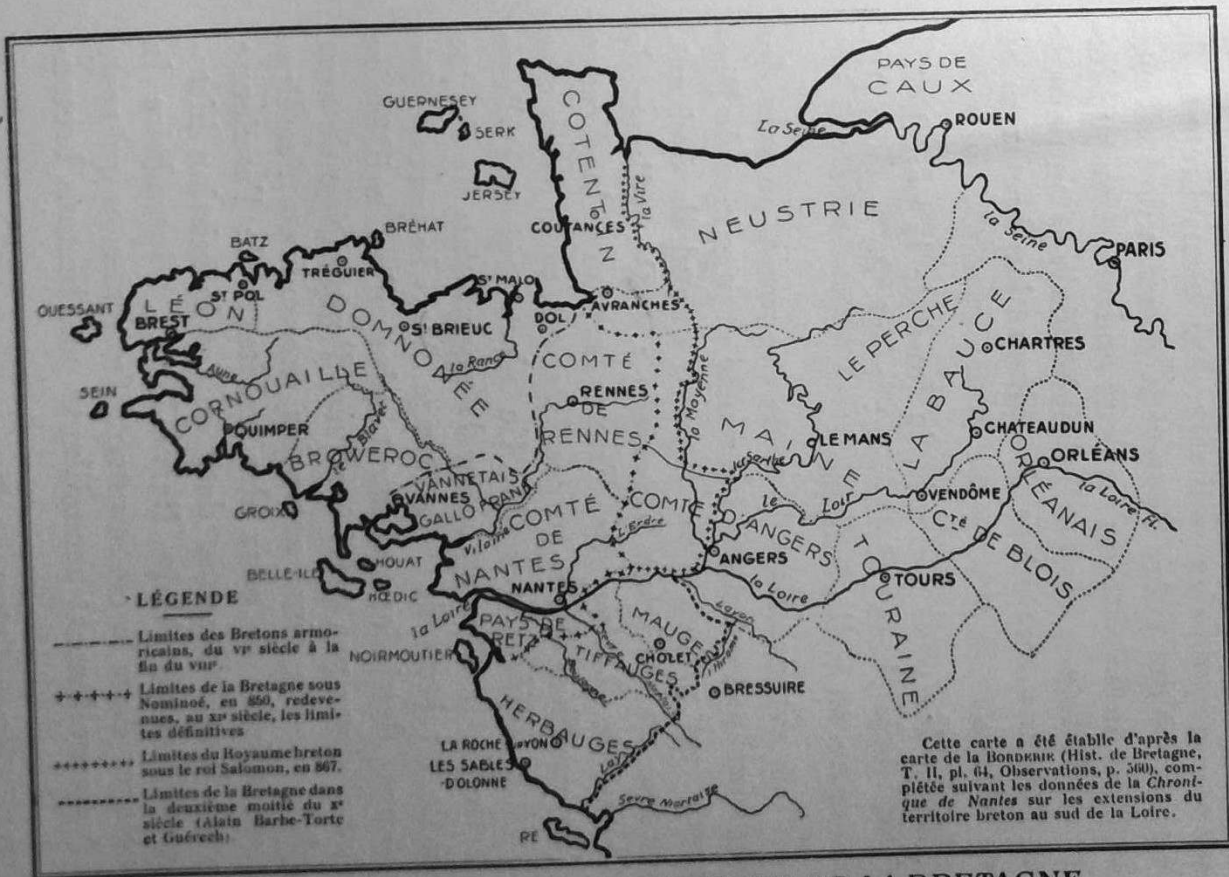 PAYS DE
CAUX
ROUEN
La Seine
GUERNESEY
SERK
JERSEY
COTENTIN
COUTANCES
la Vire
NEUSTRIE
la Seine
PARIS
BRÉHAT
BATZ
TRÉGUIER
ST POL
LÉON
OUESSANT
BREST
ST MALO
DOL
AVRANCHES
DOMNONÉE
ST BRIEUC
la Rance
COMTÉ
DE
RENNES
RENNES
la Mayenne
LE PERCHE
LA BAUCE
CHARTRES
Aune
SEIN
CORNOUAILLE
QUIMPER
le Blavet
BROWEROC
VANNETAIS
GALLO FRANC
VANNES
MAINE
LE MANS
la Sarthe
CHATEAUDUN
ORLÉANS
ORLÉANAIS
la Loire
GROIX
Vilaine
COMTÉ
DE
NANTES
L'Erdre
COMTÉ
D'ANGERS
le Loir
VENDÔME
CTÉ DE BLOIS
ANGERS
TOURAINE
TOURS
la Loire
HOUAT
BELLE-ILE
HŒDIC
NANTES
la Loire
PAYS DE
RETZ
MAUGES
Layon
CHOLET
TIFFAUGES
BRESSUIRE
NOIRMOUTIER
HERBAUGES
LA ROCHE SUR YON
LES SABLES
-D'OLONNE
Lay
Sèvre Niortaise
RÉ
LÉGENDE
Limites des Bretons armo-
ricains, du VIe siècle à la
fin du VIIIe.
Limites de la Bretagne sous
Nominoé, en 850, redeve-
nues, au XIe siècle, les limi-
tes définitives
Limites du Royaume breton
sous le roi Salomon, en 867.
Limites de la Bretagne dans
la deuxième moitié du Xe
siècle (Alain Barbe-Torte
et Guérech)
Cette carte a été établie d'après la
carte de la BORDERIE (Hist. de Bretagne,
T. II, pl. 64, Observations, p. 560), com-
plétée suivant les données de la Chroni-
que de Nantes sur les extensions du
territoire breton au sud de la Loire.
LA BRETAGNE